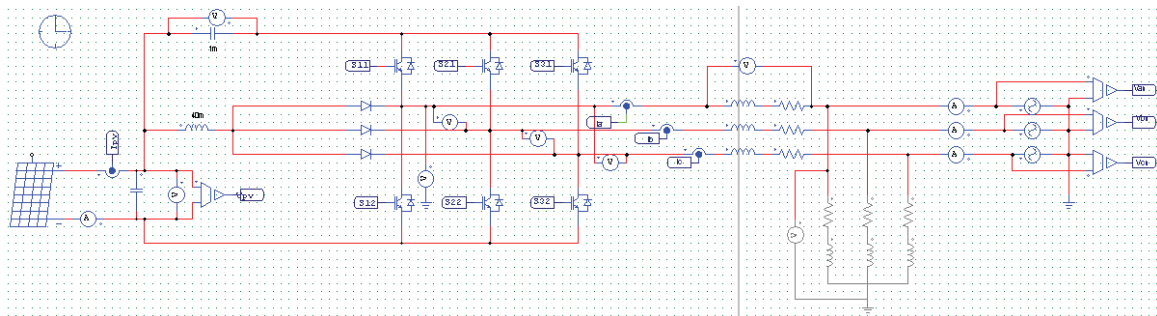 V
1m
S11
S21
S31
V
40m
Ia
Ib
Ic
V
V
V
V
A
A
A
Van
Vbn
Vcn
Ipv
V
A
Vpv
S12
S22
S32
V